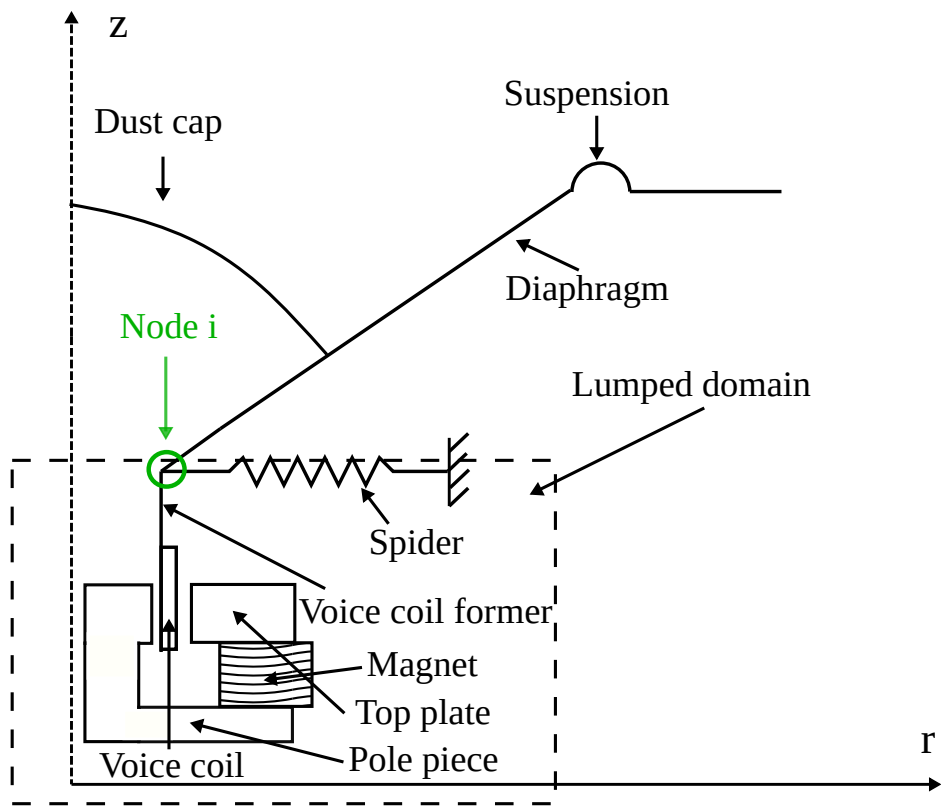 z
Suspension
Dust cap
Diaphragm
Node i
Lumped domain
Spider
Voice coil former
Magnet
Top plate
r
Pole piece
Voice coil